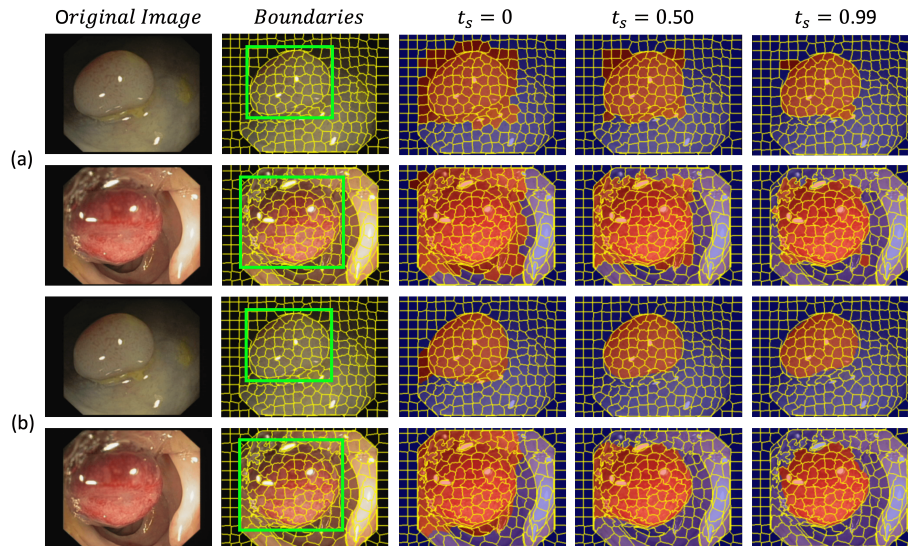 Original Image Boundaries t_s = 0 t_s = 0.50 t_s = 0.99
(a)
(b)